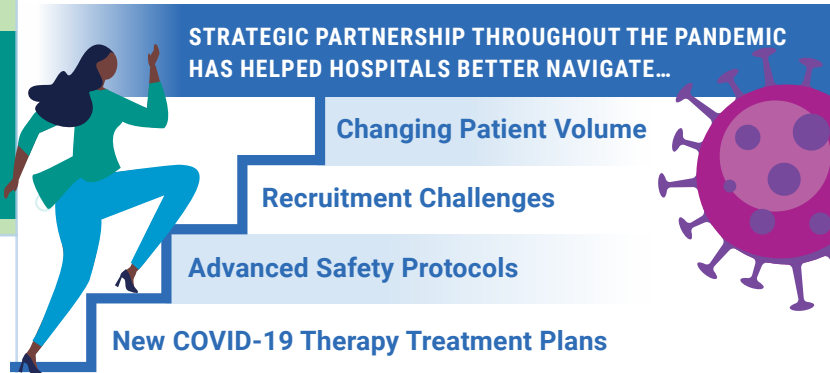 STRATEGIC PARTNERSHIP THROUGHOUT THE PANDEMIC
HAS HELPED HOSPITALS BETTER NAVIGATE…
Changing Patient Volume
Recruitment Challenges
Advanced Safety Protocols
New COVID-19 Therapy Treatment Plans